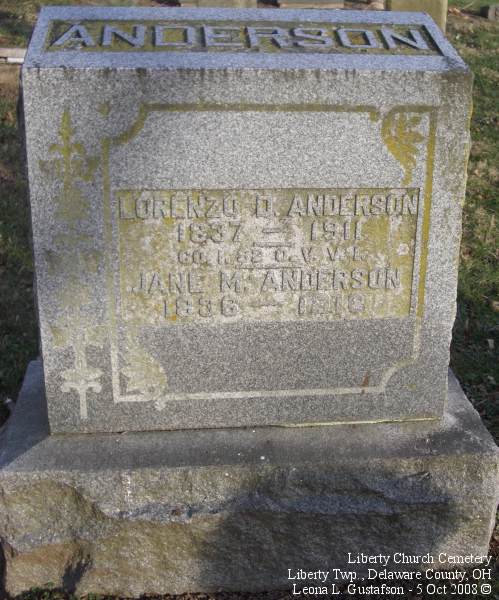 ANDERSON
LORENZO D. ANDERSON
1837 — 1911
CO. 82 O. V. V. I.
JANE M. ANDERSON
1836 —
Liberty Church Cemetery
Liberty Twp., Delaware County, OH
Leona L. Gustafson - 5 Oct 2008 ©